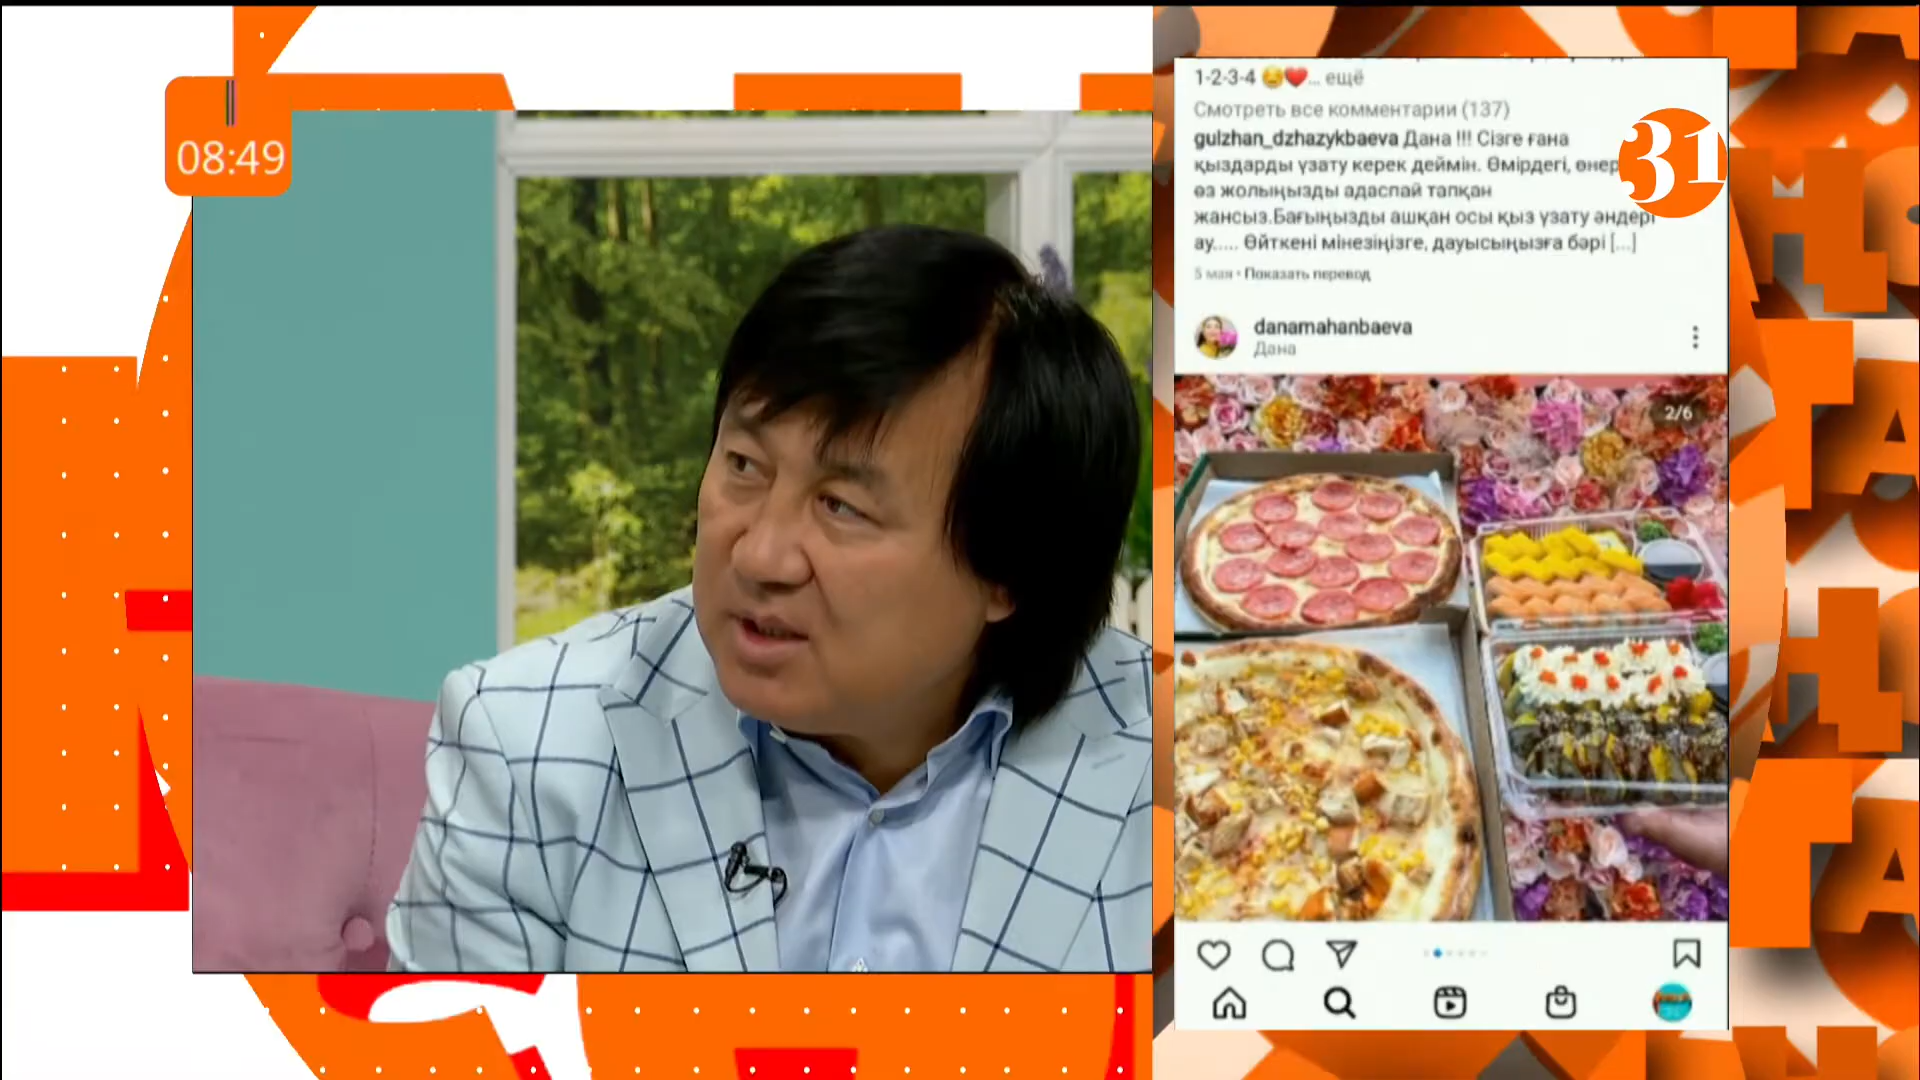 08:49
1-2-3-4 😂❤️... ещё
Смотреть все комментарии (137)
gulzhan_dzhazykbaeva Дана !!! Сізге ғана
қыздарды ұзату керек деймін. Өмірдегі, өнер
өз жолыңызды адаспай тапқан
жансыз.Бағыңызды ашқан осы қыз ұзату әндері
ау..... Өйткені мінезіңізге, дауысыңызға бәрі [...]
5 мая • Показать перевод
31
danamahanbaeva
Дана
2/6